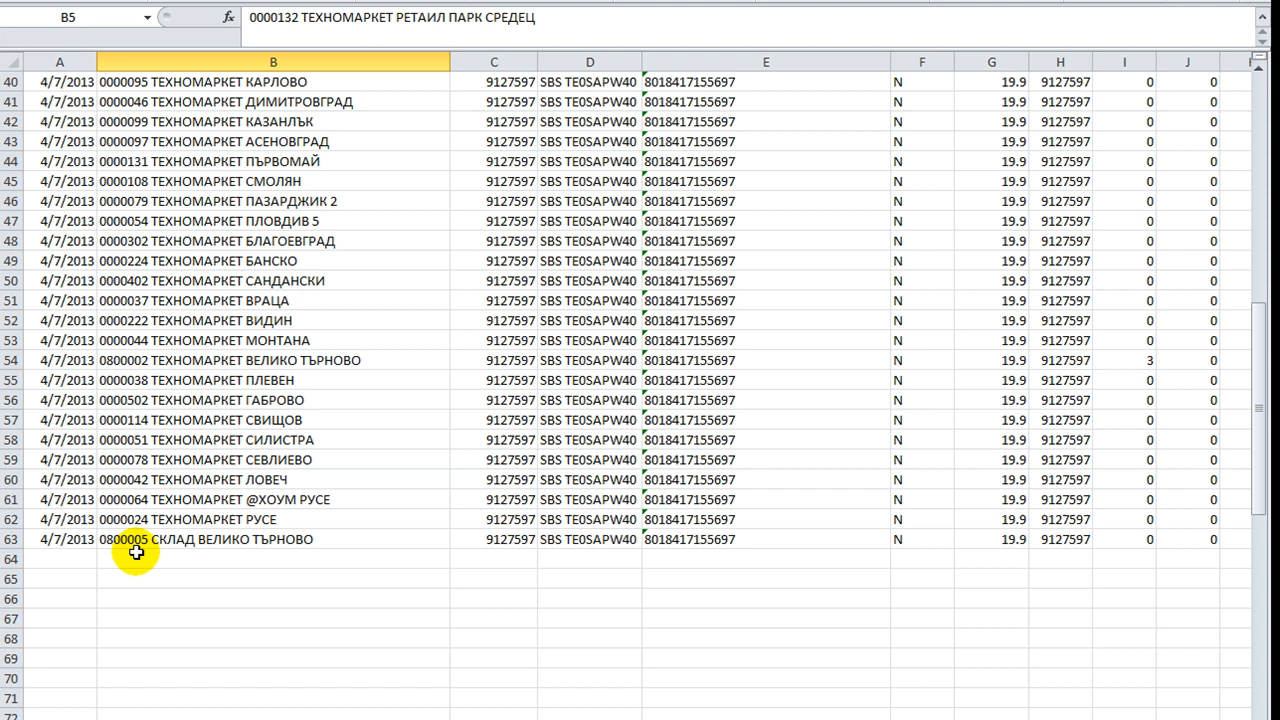 B5 fx 0000132 ТЕХНОМАРКЕТ РЕТАИЛ ПАРК СРЕДЕЦ
A B C D E F G H I J
40 4/7/2013 0000095 ТЕХНОМАРКЕТ КАРЛОВО 9127597 SBS TE0SAPW40 8018417155697 N 19.9 9127597 0 0
41 4/7/2013 0000046 ТЕХНОМАРКЕТ ДИМИТРОВГРАД 9127597 SBS TE0SAPW40 8018417155697 N 19.9 9127597 0 0
42 4/7/2013 0000099 ТЕХНОМАРКЕТ КАЗАНЛЪК 9127597 SBS TE0SAPW40 8018417155697 N 19.9 9127597 0 0
43 4/7/2013 0000097 ТЕХНОМАРКЕТ АСЕНОВГРАД 9127597 SBS TE0SAPW40 8018417155697 N 19.9 9127597 0 0
44 4/7/2013 0000131 ТЕХНОМАРКЕТ ПЪРВОМАЙ 9127597 SBS TE0SAPW40 8018417155697 N 19.9 9127597 0 0
45 4/7/2013 0000108 ТЕХНОМАРКЕТ СМОЛЯН 9127597 SBS TE0SAPW40 8018417155697 N 19.9 9127597 0 0
46 4/7/2013 0000079 ТЕХНОМАРКЕТ ПАЗАРДЖИК 2 9127597 SBS TE0SAPW40 8018417155697 N 19.9 9127597 0 0
47 4/7/2013 0000054 ТЕХНОМАРКЕТ ПЛОВДИВ 5 9127597 SBS TE0SAPW40 8018417155697 N 19.9 9127597 0 0
48 4/7/2013 0000302 ТЕХНОМАРКЕТ БЛАГОЕВГРАД 9127597 SBS TE0SAPW40 8018417155697 N 19.9 9127597 0 0
49 4/7/2013 0000224 ТЕХНОМАРКЕТ БАНСКО 9127597 SBS TE0SAPW40 8018417155697 N 19.9 9127597 0 0
50 4/7/2013 0000402 ТЕХНОМАРКЕТ САНДАНСКИ 9127597 SBS TE0SAPW40 8018417155697 N 19.9 9127597 0 0
51 4/7/2013 0000037 ТЕХНОМАРКЕТ ВРАЦА 9127597 SBS TE0SAPW40 8018417155697 N 19.9 9127597 0 0
52 4/7/2013 0000222 ТЕХНОМАРКЕТ ВИДИН 9127597 SBS TE0SAPW40 8018417155697 N 19.9 9127597 0 0
53 4/7/2013 0000044 ТЕХНОМАРКЕТ МОНТАНА 9127597 SBS TE0SAPW40 8018417155697 N 19.9 9127597 0 0
54 4/7/2013 0800002 ТЕХНОМАРКЕТ ВЕЛИКО ТЪРНОВО 9127597 SBS TE0SAPW40 8018417155697 N 19.9 9127597 3 0
55 4/7/2013 0000038 ТЕХНОМАРКЕТ ПЛЕВЕН 9127597 SBS TE0SAPW40 8018417155697 N 19.9 9127597 0 0
56 4/7/2013 0000502 ТЕХНОМАРКЕТ ГАБРОВО 9127597 SBS TE0SAPW40 8018417155697 N 19.9 9127597 0 0
57 4/7/2013 0000114 ТЕХНОМАРКЕТ СВИЩОВ 9127597 SBS TE0SAPW40 8018417155697 N 19.9 9127597 0 0
58 4/7/2013 0000051 ТЕХНОМАРКЕТ СИЛИСТРА 9127597 SBS TE0SAPW40 8018417155697 N 19.9 9127597 0 0
59 4/7/2013 0000078 ТЕХНОМАРКЕТ СЕВЛИЕВО 9127597 SBS TE0SAPW40 8018417155697 N 19.9 9127597 0 0
60 4/7/2013 0000042 ТЕХНОМАРКЕТ ЛОВЕЧ 9127597 SBS TE0SAPW40 8018417155697 N 19.9 9127597 0 0
61 4/7/2013 0000064 ТЕХНОМАРКЕТ @ХОУМ РУСЕ 9127597 SBS TE0SAPW40 8018417155697 N 19.9 9127597 0 0
62 4/7/2013 0000024 ТЕХНОМАРКЕТ РУСЕ 9127597 SBS TE0SAPW40 8018417155697 N 19.9 9127597 0 0
63 4/7/2013 0800005 СКЛАД ВЕЛИКО ТЪРНОВО 9127597 SBS TE0SAPW40 8018417155697 N 19.9 9127597 0 0
64
65
66
67
68
69
70
71